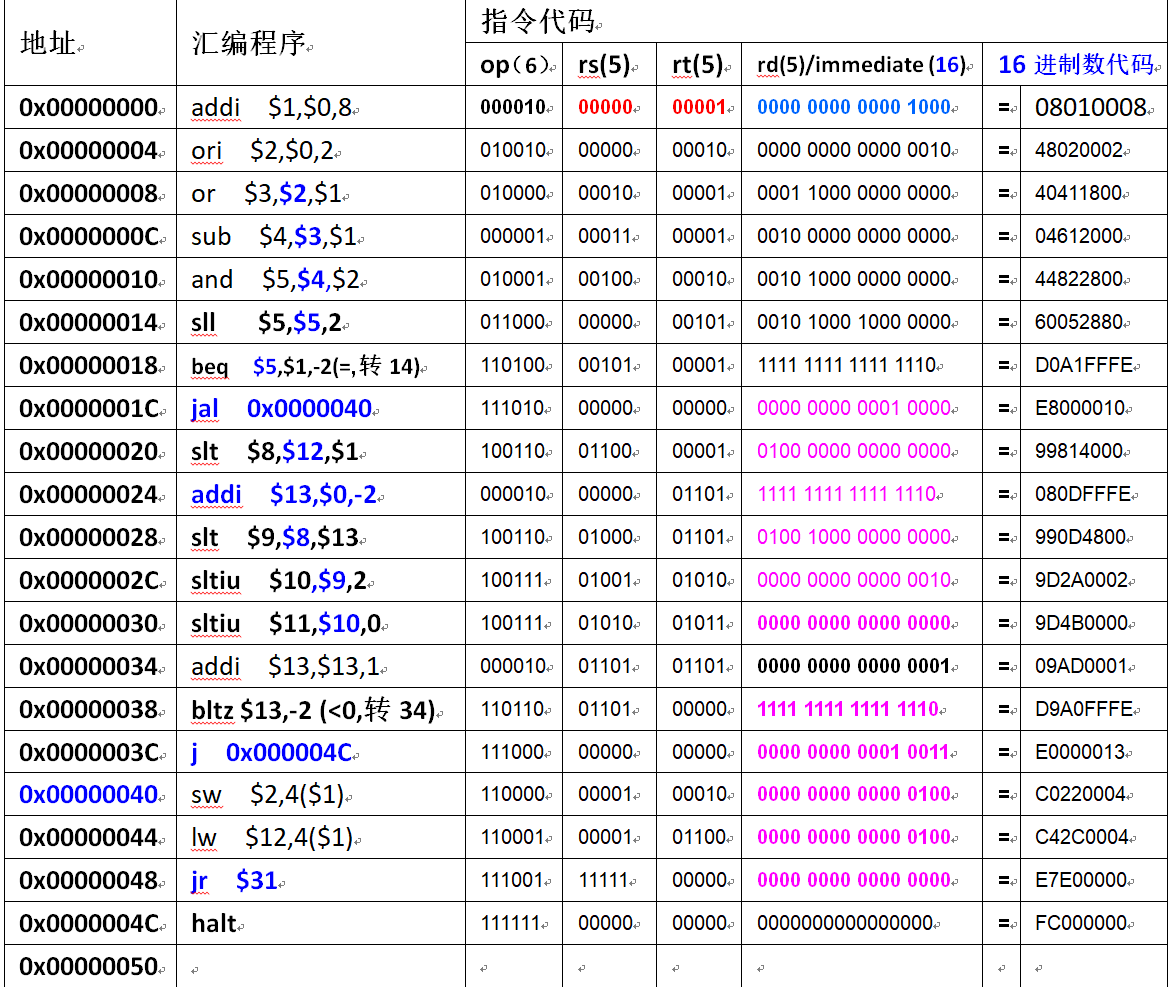 地址 汇编程序 指令代码
op（6） rs(5) rt(5) rd(5)/immediate (16) 16 进制数代码
0x00000000 addi $1,$0,8 000010 00000 00001 0000 0000 0000 1000 = 08010008
0x00000004 ori $2,$0,2 010010 00000 00010 0000 0000 0000 0010 = 48020002
0x00000008 or $3,$2,$1 010000 00010 00001 0001 1000 0000 0000 = 40411800
0x0000000C sub $4,$3,$1 000001 00011 00001 0010 0000 0000 0000 = 04612000
0x00000010 and $5,$4,$2 010001 00100 00010 0010 1000 0000 0000 = 44822800
0x00000014 sll $5,$5,2 011000 00000 00101 0010 1000 1000 0000 = 60052880
0x00000018 beq $5,$1,-2(=,转 14) 110100 00101 00001 1111 1111 1111 1110 = D0A1FFFE
0x0000001C jal 0x0000040 111010 00000 00000 0000 0000 0001 0000 = E8000010
0x00000020 slt $8,$12,$1 100110 01100 00001 0100 0000 0000 0000 = 99814000
0x00000024 addi $13,$0,-2 000010 00000 01101 1111 1111 1111 1110 = 080DFFFE
0x00000028 slt $9,$8,$13 100110 01000 01101 0100 1000 0000 0000 = 990D4800
0x0000002C sltiu $10,$9,2 100111 01001 01010 0000 0000 0000 0010 = 9D2A0002
0x00000030 sltiu $11,$10,0 100111 01010 01011 0000 0000 0000 0000 = 9D4B0000
0x00000034 addi $13,$13,1 000010 01101 01101 0000 0000 0000 0001 = 09AD0001
0x00000038 bltz $13,-2 (<0,转 34) 110110 01101 00000 1111 1111 1111 1110 = D9A0FFFE
0x0000003C j 0x000004C 111000 00000 00000 0000 0000 0001 0011 = E0000013
0x00000040 sw $2,4($1) 110000 00001 00010 0000 0000 0000 0100 = C0220004
0x00000044 lw $12,4($1) 110001 00001 01100 0000 0000 0000 0100 = C42C0004
0x00000048 jr $31 111001 11111 00000 0000 0000 0000 0000 = E7E00000
0x0000004C halt 111111 00000 00000 0000000000000000 = FC000000
0x00000050